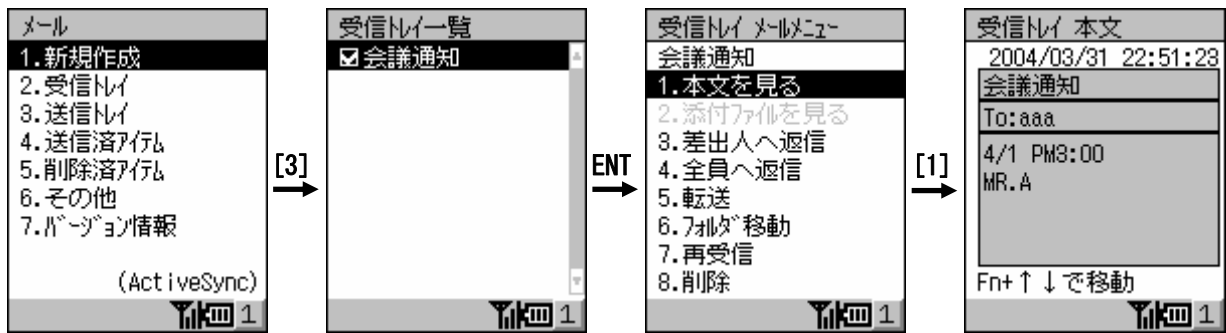 メール
1.新規作成
2.受信トレイ
3.送信トレイ
4.送信済アイテム
5.削除済アイテム
6.その他
7.バージョン情報
(ActiveSync)
1
[3]
受信トレイ一覧
会議通知
1
ENT
受信トレイ メールメニュー
会議通知
1.本文を見る
2.添付ファイルを見る
3.差出人へ返信
4.全員へ返信
5.転送
6.フォルダ移動
7.再受信
8.削除
1
[1]
受信トレイ 本文
2004/03/31 22:51:23
会議通知
To:aaa
4/1 PM3:00
MR.A
Fn+↑↓で移動
1